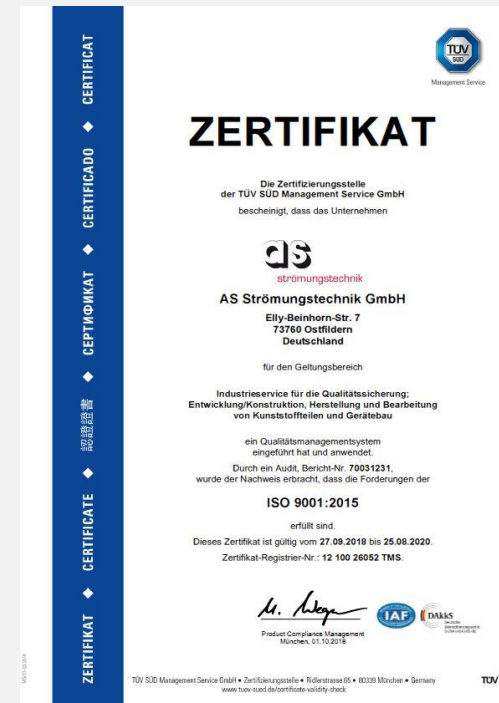 ZERTIFIKAT ◆ CERTIFICATE ◆ 認證證書 ◆ СЕРТИФИКАТ ◆ CERTIFICADO ◆ CERTIFICAT
TÜV
SÜD
Management Service
ZERTIFIKAT
Die Zertifizierungsstelle
der TÜV SÜD Management Service GmbH
bescheinigt, dass das Unternehmen
as
strömungstechnik
AS Strömungstechnik GmbH
Elly-Beinhorn-Str. 7
73760 Ostfildern
Deutschland
für den Geltungsbereich
Industrieservice für die Qualitätssicherung;
Entwicklung/Konstruktion, Herstellung und Bearbeitung
von Kunststoffteilen und Gerätebau
ein Qualitätsmanagementsystem
eingeführt hat und anwendet.
Durch ein Audit, Bericht-Nr. 70031231,
wurde der Nachweis erbracht, dass die Forderungen der
ISO 9001:2015
erfüllt sind.
Dieses Zertifikat ist gültig vom 27.09.2018 bis 25.08.2020.
Zertifikat-Registrier-Nr.: 12 100 26052 TMS.
Product Compliance Management
München, 01.10.2018
IAF
DAkkS
TÜV SÜD Management Service GmbH • Zertifizierungsstelle • Ridlerstrasse 65 • 80339 München • Germany
www.tuev-sued.de/certificate-validity-check
TÜV